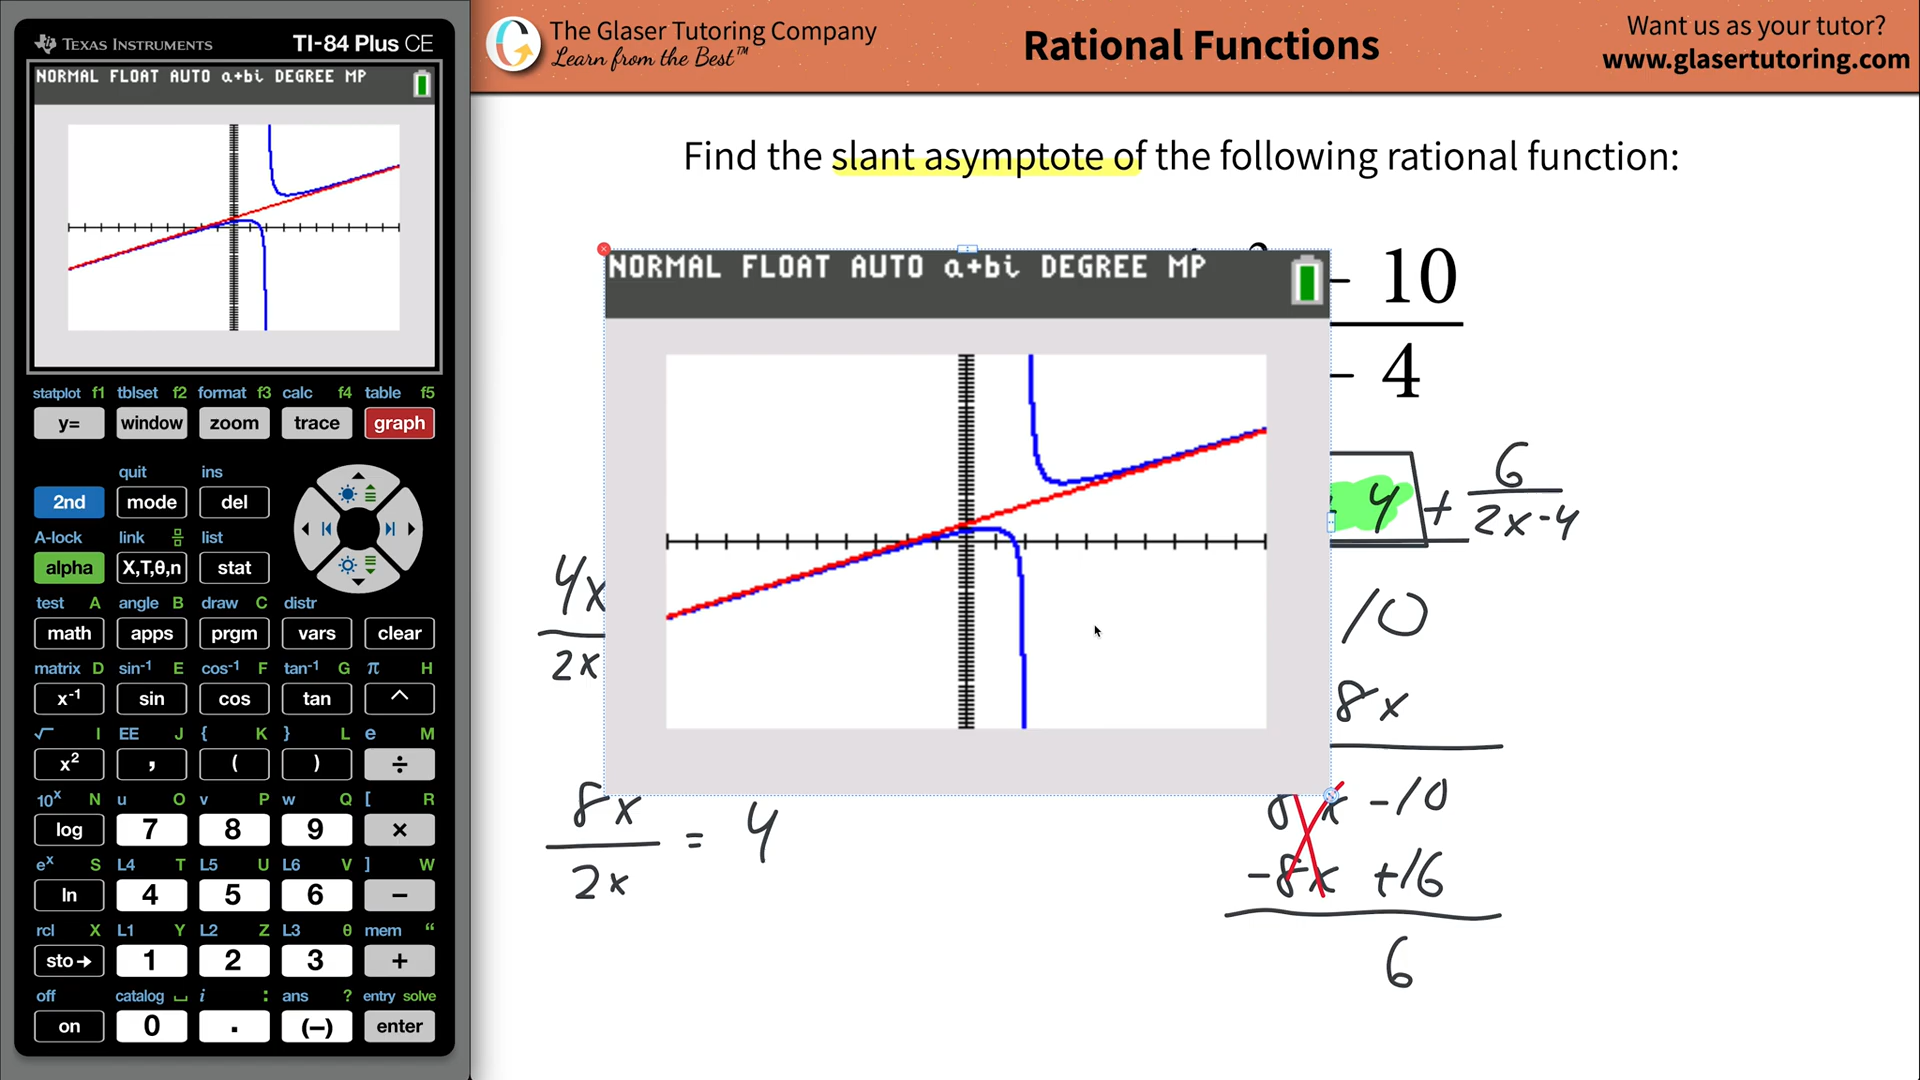 TEXAS INSTRUMENTS TI-84 Plus CE
NORMAL FLOAT AUTO a+bi DEGREE MP
statplot f1 tblset f2 format f3 calc f4 table f5
y= window zoom trace graph
quit ins
2nd mode del
A-lock link list
alpha X,T,θ,n stat
test A angle B draw C distr
math apps prgm vars clear
matrix D sin⁻¹ E cos⁻¹ F tan⁻¹ G π H
x⁻¹ sin cos tan ^
√ I EE J { K } L e M
x² , ( ) ÷
10ˣ N u O v P w Q [ R
log 7 8 9 ×
eˣ S L4 T L5 U L6 V ] W
ln 4 5 6 −
rcl X L1 Y L2 Z L3 θ mem “
sto→ 1 2 3 +
off catalog i : ans ? entry solve
on 0 . (−) enter
The Glaser Tutoring Company
Learn from the Best™
Rational Functions
Want us as your tutor?
www.glasertutoring.com
Find the slant asymptote of the following rational function:
NORMAL FLOAT AUTO a+bi DEGREE MP
− 10
− 4
4 + 6
2x-4
4x
2x
10
8x
8x = 4
2x
8x -10
-8x +16
6